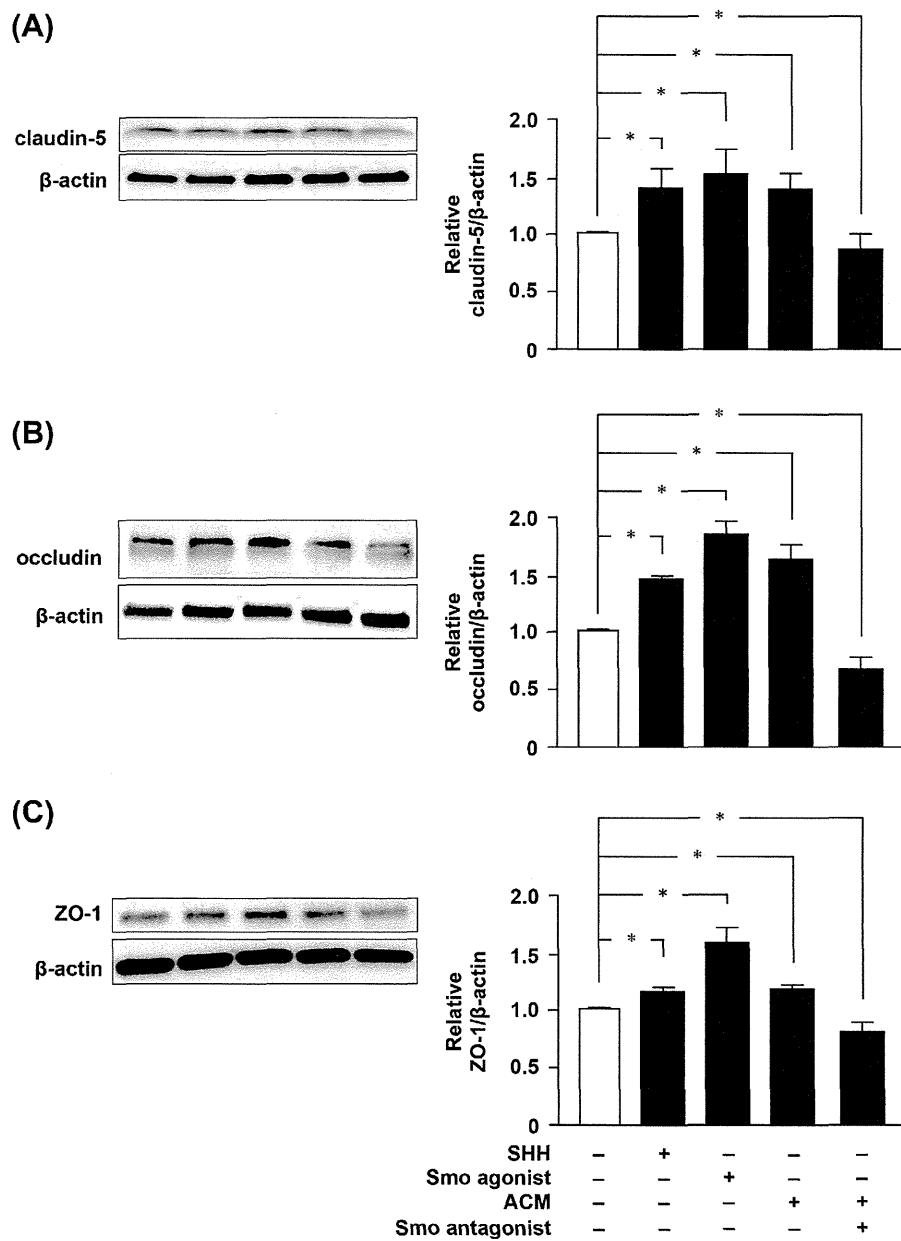 (A)
claudin-5
β-actin
Relative
claudin-5/β-actin
2.0
1.5
1.0
0.5
0
*
*
*
*
(B)
occludin
β-actin
Relative
occludin/β-actin
2.0
1.5
1.0
0.5
0
*
*
*
*
(C)
ZO-1
β-actin
Relative
ZO-1/β-actin
2.0
1.5
1.0
0.5
0
*
*
*
*
SHH – + – – –
Smo agonist – – + – –
ACM – – – + +
Smo antagonist – – – – +